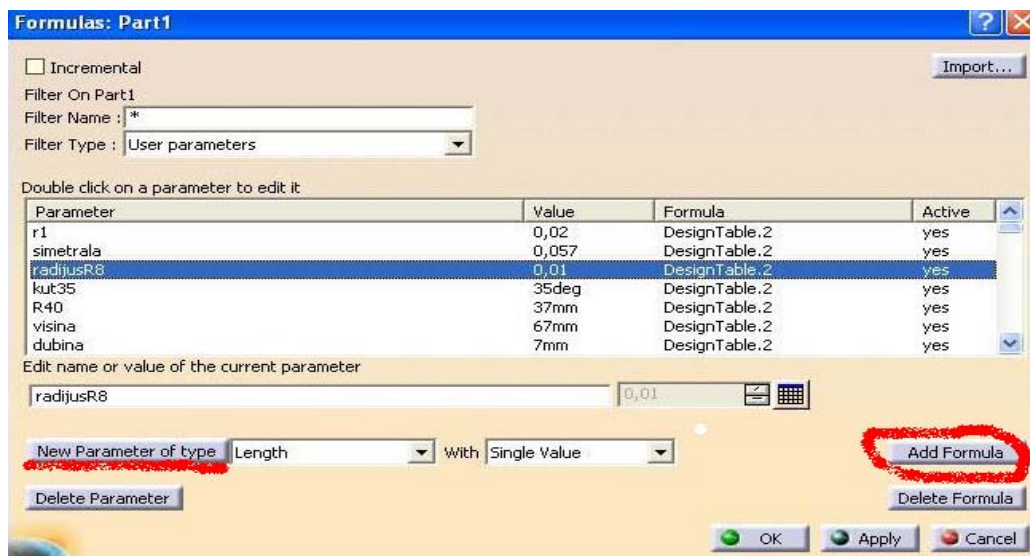 Formulas: Part1
Incremental
Import...
Filter On Part1
Filter Name : *
Filter Type : User parameters
Double click on a parameter to edit it
Parameter Value Formula Active
r1 0,02 DesignTable.2 yes
simetrala 0,057 DesignTable.2 yes
radijusR8 0,01 DesignTable.2 yes
kut35 35deg DesignTable.2 yes
R40 37mm DesignTable.2 yes
visina 67mm DesignTable.2 yes
dubina 7mm DesignTable.2 yes
Edit name or value of the current parameter
radijusR8 0,01
New Parameter of type Length With Single Value Add Formula
Delete Parameter Delete Formula
OK Apply Cancel